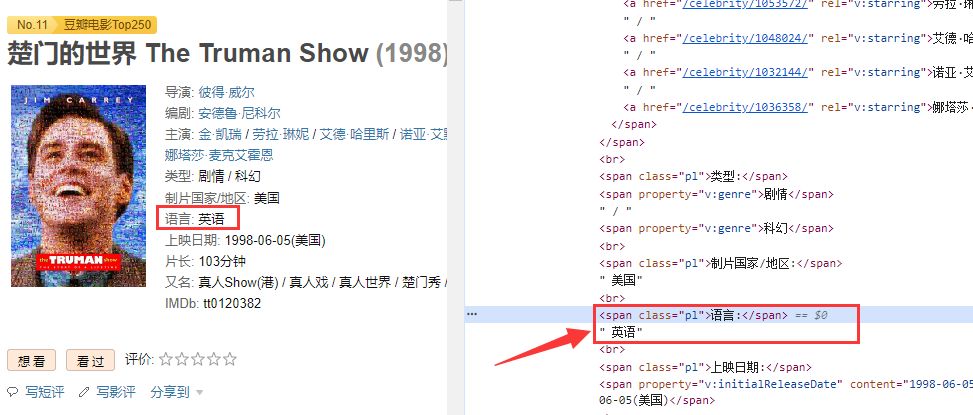 No.11 豆瓣电影Top250
楚门的世界 The Truman Show (1998)
JIM CARREY
THE TRUMAN show
导演: 彼得·威尔
编剧: 安德鲁·尼科尔
主演: 金·凯瑞 / 劳拉·琳妮 / 艾德·哈里斯 / 诺亚·艾
娜塔莎·麦克艾霍恩
类型: 剧情 / 科幻
制片国家/地区: 美国
语言: 英语
上映日期: 1998-06-05(美国)
片长: 103分钟
又名: 真人Show(港) / 真人戏 / 真人世界 / 楚门秀 /
IMDb: tt0120382
想看 看过 评价:
写短评 写影评 分享到
<a href="/celebrity/1053572/" rel="v:starring">劳拉·琳
" / "
<a href="/celebrity/1048024/" rel="v:starring">艾德·哈
" / "
<a href="/celebrity/1032144/" rel="v:starring">诺亚·艾
" / "
<a href="/celebrity/1036358/" rel="v:starring">娜塔莎·
</span>
</span>
<br>
<span class="pl">类型:</span>
<span property="v:genre">剧情</span>
" / "
<span property="v:genre">科幻</span>
<br>
<span class="pl">制片国家/地区:</span>
" 美国"
<br>
<span class="pl">语言:</span> == $0
" 英语"
<br>
<span class="pl">上映日期:</span>
<span property="v:initialReleaseDate" content="1998-06-05
06-05(美国)</span>